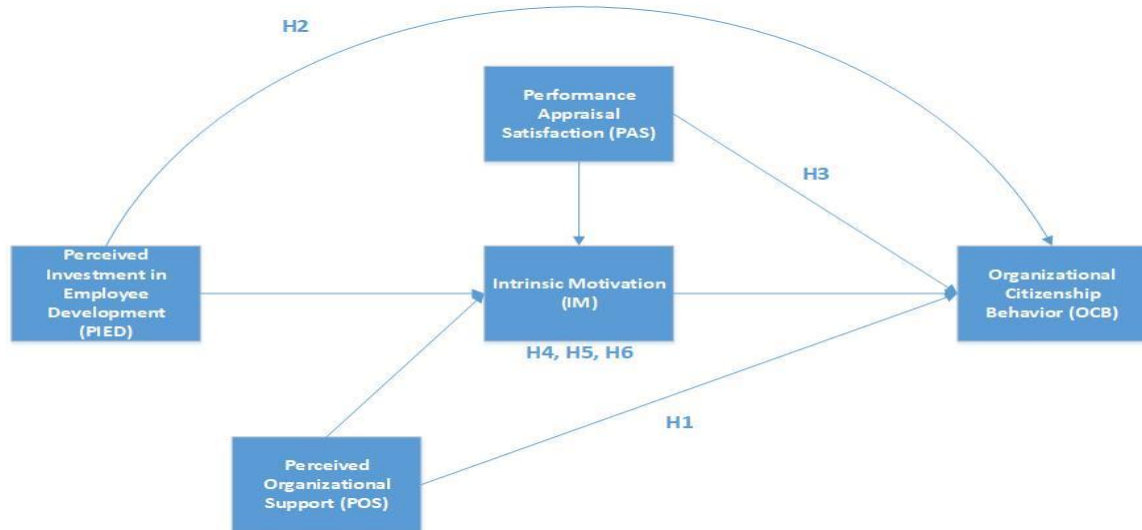 H2
Performance
Appraisal
Satisfaction (PAS)
H3
Perceived
Investment in
Employee
Development
(PIED)
Intrinsic Motivation
(IM)
Organizational
Citizenship
Behavior (OCB)
H4, H5, H6
H1
Perceived
Organizational
Support (POS)